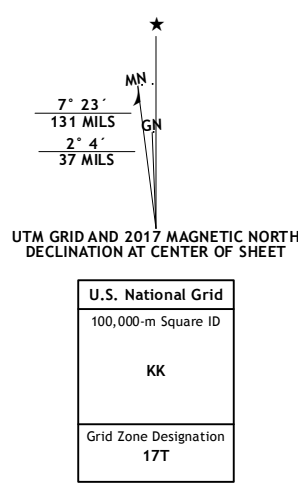 MN
7° 23´
131 MILS
GN
2° 4´
37 MILS
UTM GRID AND 2017 MAGNETIC NORTH
DECLINATION AT CENTER OF SHEET
U.S. National Grid
100,000-m Square ID
KK
Grid Zone Designation
17T